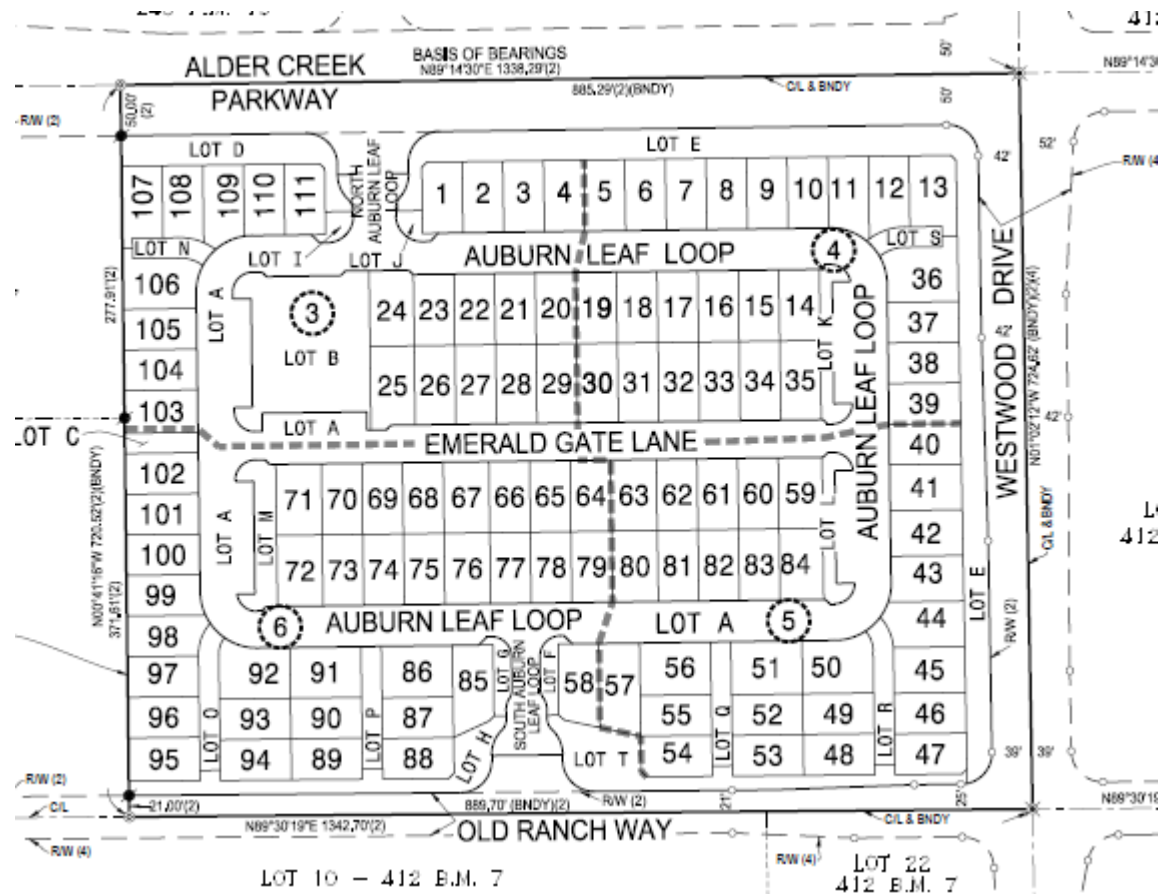 ALDER CREEK
PARKWAY
BASIS OF BEARINGS
N89°14'30"E 1338.29'(2)
885.29'(2)(BNDY)
C/L & BNDY
50'
50'
N89°14'30
R/W (2)
50.00'
(2)
LOT D
LOT E
42'
52'
R/W (4)
107
108
109
110
111
NORTH
AUBURN LEAF
LOOP
1 2 3 4 5 6 7 8 9 10 11 12 13
LOT N
LOT I
LOT J
AUBURN LEAF LOOP
4
LOT S
277.91'(2)
106
105
104
103
LOT A
3
LOT B
24 23 22 21 20 19 18 17 16 15 14
25 26 27 28 29 30 31 32 33 34 35
LOT K
AUBURN LEAF LOOP
36
37
38
39
WESTWOOD DRIVE
42'
N01°02'12"W 724.62' (BNDY)(2)(4)
42'
LOT C
LOT A
EMERALD GATE LANE
40
102
101
100
99
98
97
96
95
N00°41'16"W 720.52'(2)(BNDY)
371.61'(2)
LOT A
LOT M
71 70 69 68 67 66 65 64 63 62 61 60 59
72 73 74 75 76 77 78 79 80 81 82 83 84
LOT L
41
42
43
44
45
46
47
LOT E
R/W (2)
C/L & BNDY
412
6
AUBURN LEAF LOOP
LOT A
5
LOT O
92 91
93 90
94 89
LOT P
86
87
88
85
LOT G
SOUTH AUBURN
LEAF LOOP
LOT F
LOT H
58 57
LOT T
56
55
54
LOT Q
51 50
52 49
53 48
LOT R
39'
39'
R/W (2)
C/L
21.00'(2)
889.70' (BNDY)(2)
R/W (2)
21'
25'
N89°30'19
N89°30'19"E 1342.70'(2)
OLD RANCH WAY
C/L & BNDY
R/W (4)
R/W (4)
LOT 10 - 412 B.M. 7
LOT 22
412 B.M. 7